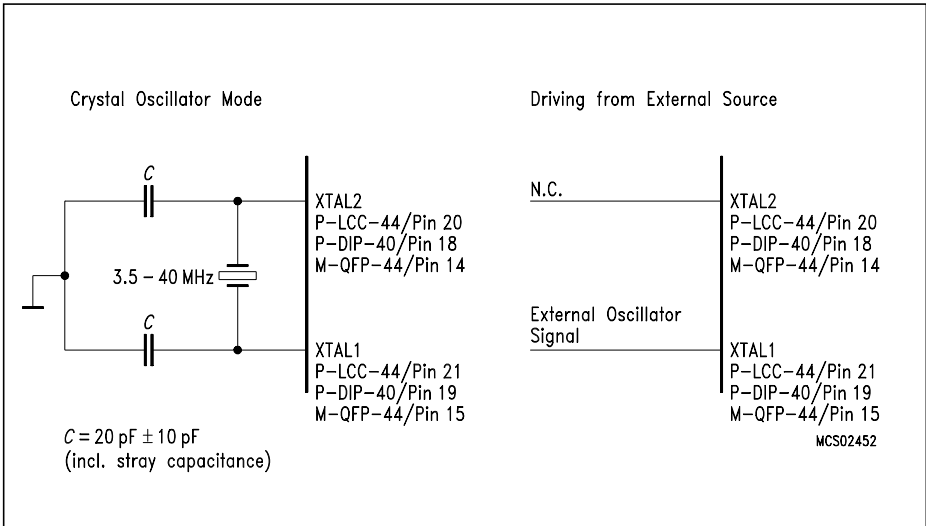 Crystal Oscillator Mode
C
XTAL2
P-LCC-44/Pin 20
P-DIP-40/Pin 18
M-QFP-44/Pin 14
3.5 – 40 MHz
C
XTAL1
P-LCC-44/Pin 21
P-DIP-40/Pin 19
M-QFP-44/Pin 15
C = 20 pF ± 10 pF
(incl. stray capacitance)
Driving from External Source
N.C.
XTAL2
P-LCC-44/Pin 20
P-DIP-40/Pin 18
M-QFP-44/Pin 14
External Oscillator
Signal
XTAL1
P-LCC-44/Pin 21
P-DIP-40/Pin 19
M-QFP-44/Pin 15
MCS02452